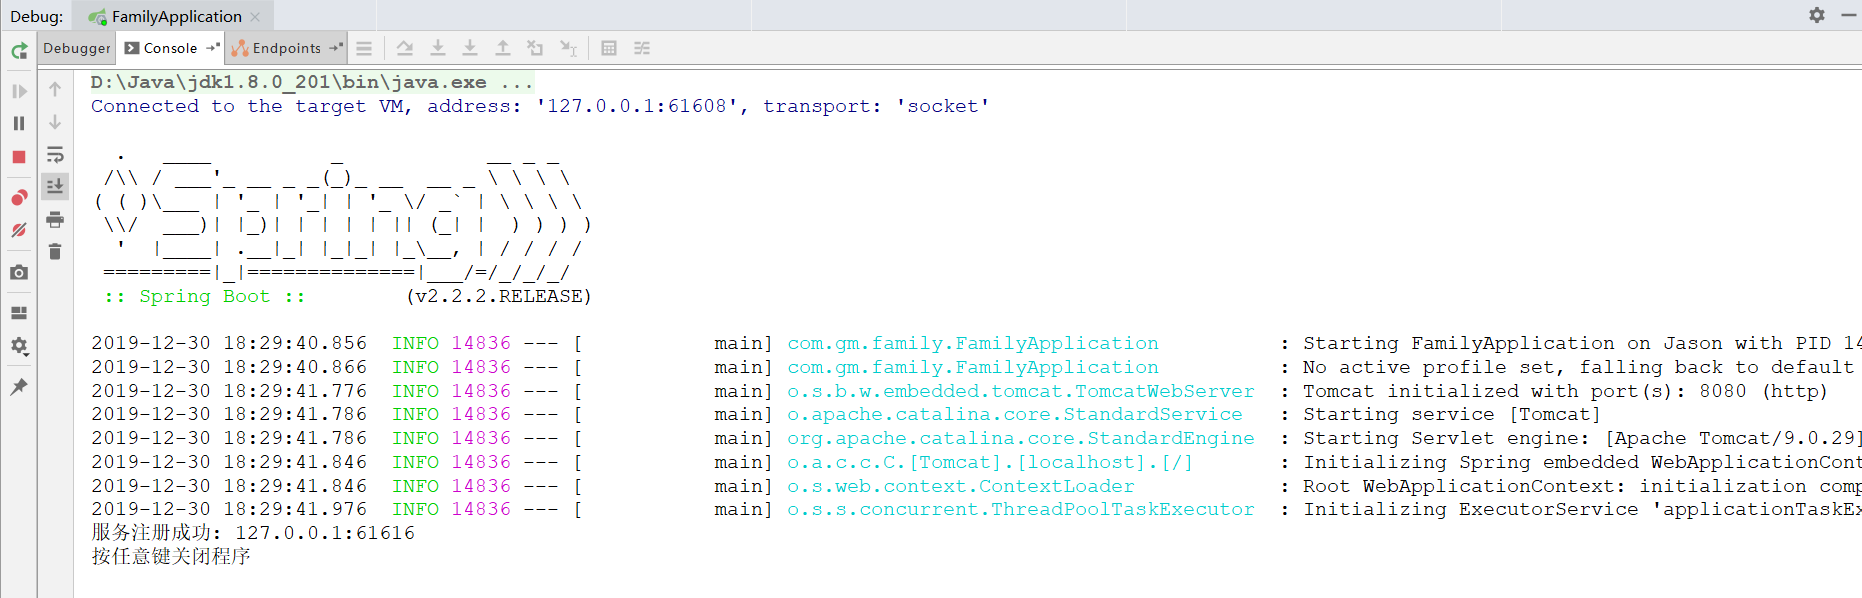 Debug: FamilyApplication
Debugger Console Endpoints
D:\Java\jdk1.8.0_201\bin\java.exe ...
Connected to the target VM, address: '127.0.0.1:61608', transport: 'socket'
  .   ____          _            __ _ _
 /\\ / ___'_ __ _ _(_)_ __  __ _ \ \ \ \
( ( )\___ | '_ | '_| | '_ \/ _` | \ \ \ \
 \\/  ___)| |_)| | | | | || (_| |  ) ) ) )
  '  |____| .__|_| |_|_| |_\__, | / / / /
 =========|_|==============|___/=/_/_/_/
 :: Spring Boot ::        (v2.2.2.RELEASE)
2019-12-30 18:29:40.856  INFO 14836 --- [           main] com.gm.family.FamilyApplication          : Starting FamilyApplication on Jason with PID 14
2019-12-30 18:29:40.866  INFO 14836 --- [           main] com.gm.family.FamilyApplication          : No active profile set, falling back to default
2019-12-30 18:29:41.776  INFO 14836 --- [           main] o.s.b.w.embedded.tomcat.TomcatWebServer  : Tomcat initialized with port(s): 8080 (http)
2019-12-30 18:29:41.786  INFO 14836 --- [           main] o.apache.catalina.core.StandardService   : Starting service [Tomcat]
2019-12-30 18:29:41.786  INFO 14836 --- [           main] org.apache.catalina.core.StandardEngine  : Starting Servlet engine: [Apache Tomcat/9.0.29]
2019-12-30 18:29:41.846  INFO 14836 --- [           main] o.a.c.c.C.[Tomcat].[localhost].[/]       : Initializing Spring embedded WebApplicationCont
2019-12-30 18:29:41.846  INFO 14836 --- [           main] o.s.web.context.ContextLoader            : Root WebApplicationContext: initialization comp
2019-12-30 18:29:41.976  INFO 14836 --- [           main] o.s.s.concurrent.ThreadPoolTaskExecutor  : Initializing ExecutorService 'applicationTaskEx
服务注册成功: 127.0.0.1:61616
按任意键关闭程序